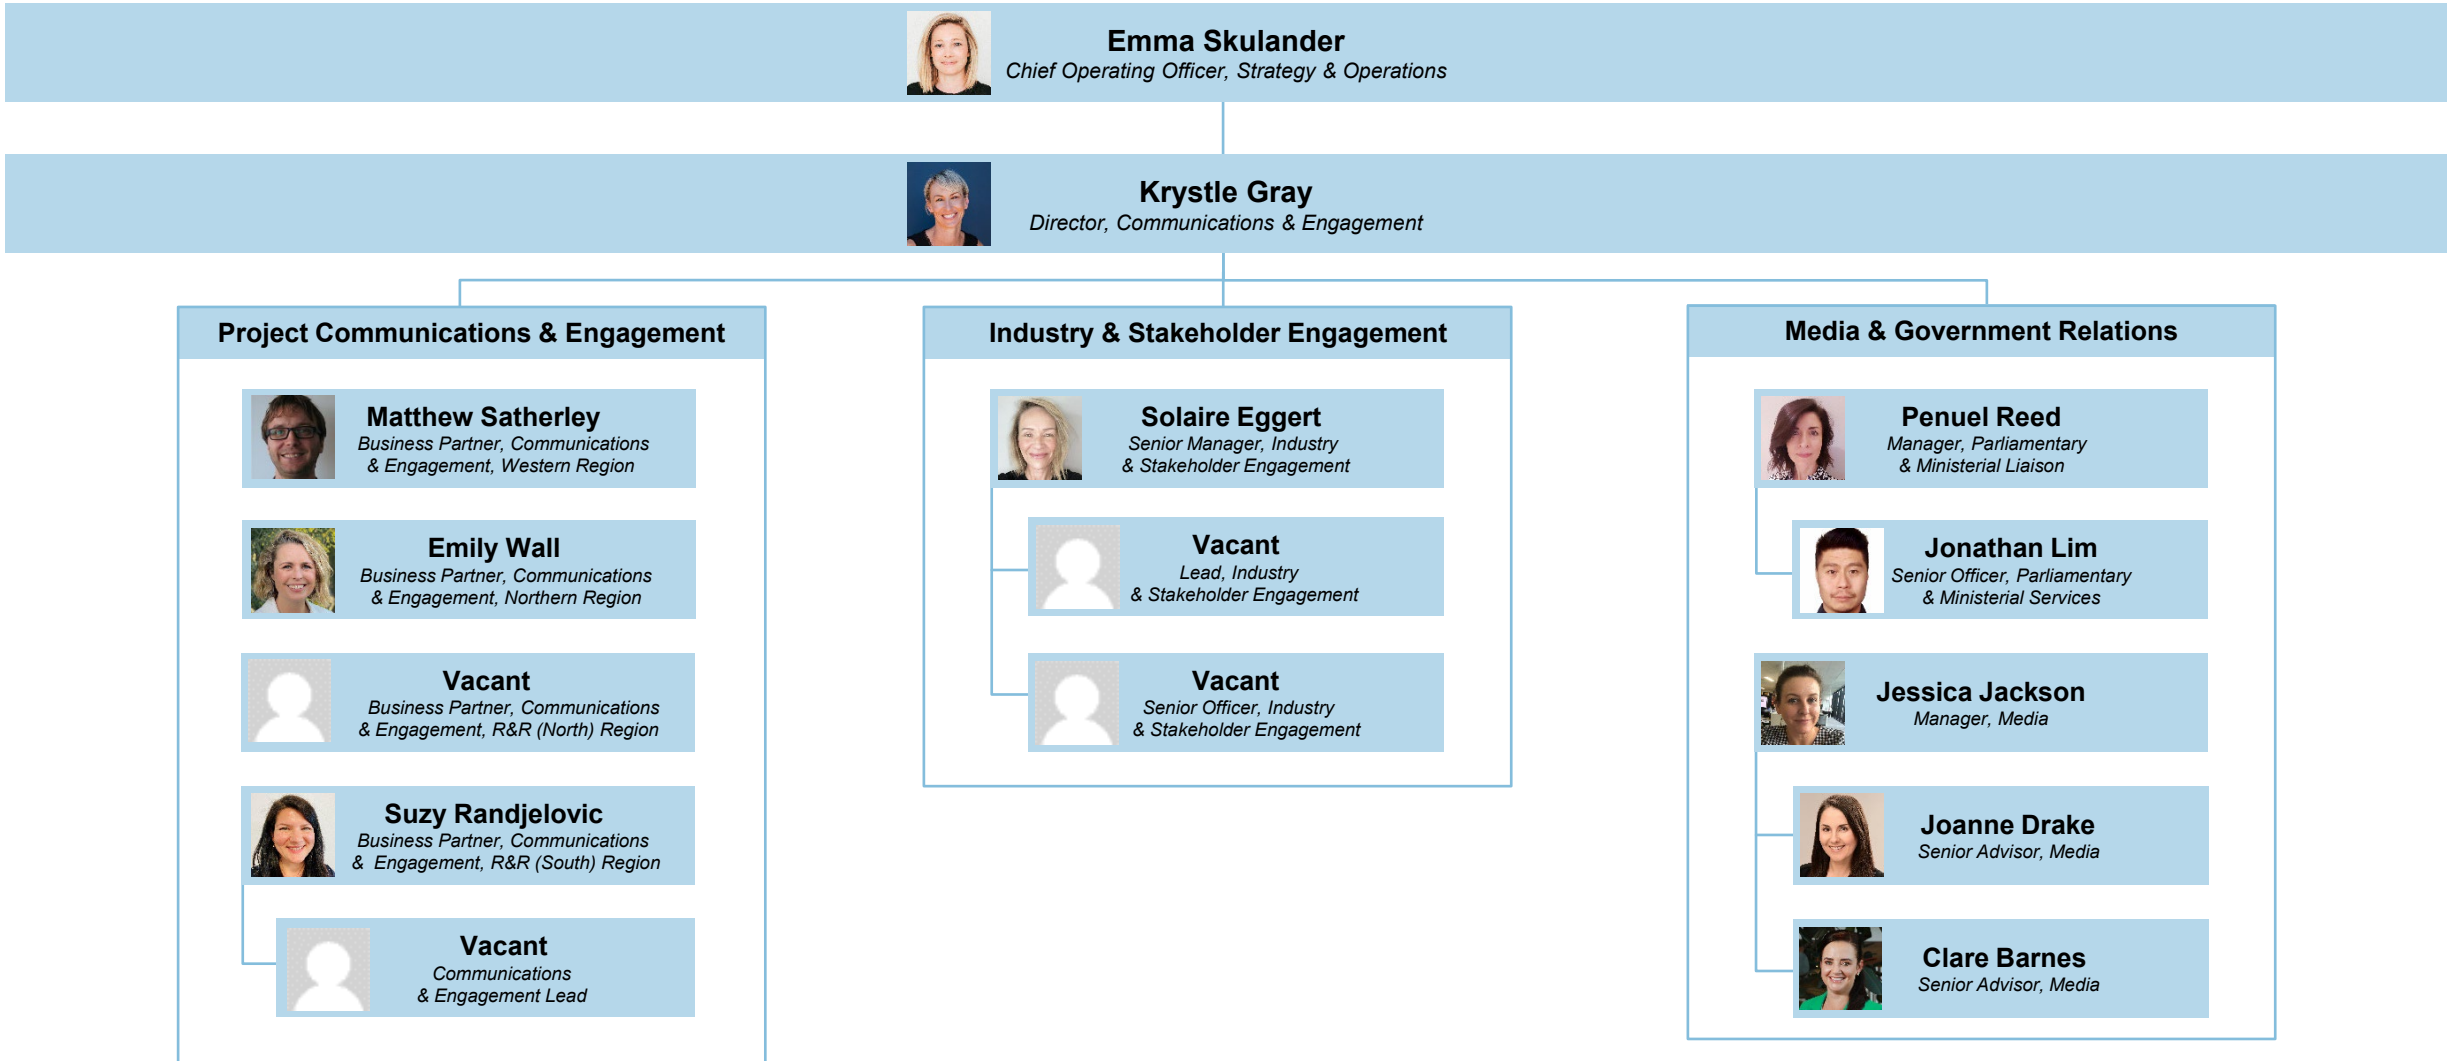 Emma Skulander
Chief Operating Officer, Strategy & Operations
Krystle Gray
Director, Communications & Engagement
Project Communications & Engagement
Matthew Satherley
Business Partner, Communications
& Engagement, Western Region
Emily Wall
Business Partner, Communications
& Engagement, Northern Region
Vacant
Business Partner, Communications
& Engagement, R&R (North) Region
Suzy Randjelovic
Business Partner, Communications
& Engagement, R&R (South) Region
Vacant
Communications
& Engagement Lead
Industry & Stakeholder Engagement
Solaire Eggert
Senior Manager, Industry
& Stakeholder Engagement
Vacant
Lead, Industry
& Stakeholder Engagement
Vacant
Senior Officer, Industry
& Stakeholder Engagement
Media & Government Relations
Penuel Reed
Manager, Parliamentary
& Ministerial Liaison
Jonathan Lim
Senior Officer, Parliamentary
& Ministerial Services
Jessica Jackson
Manager, Media
Joanne Drake
Senior Advisor, Media
Clare Barnes
Senior Advisor, Media